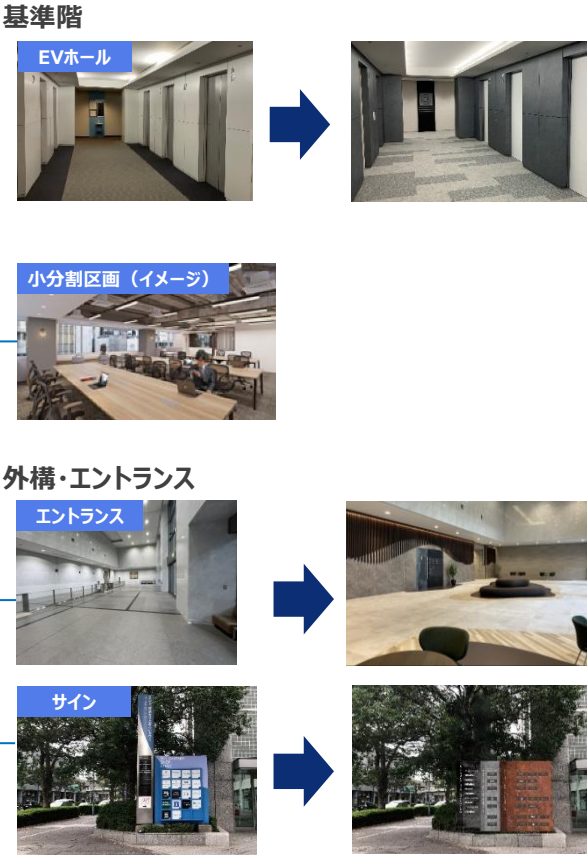 基準階
EVホール
小分割区画（イメージ）
外構・エントランス
エントランス
サイン